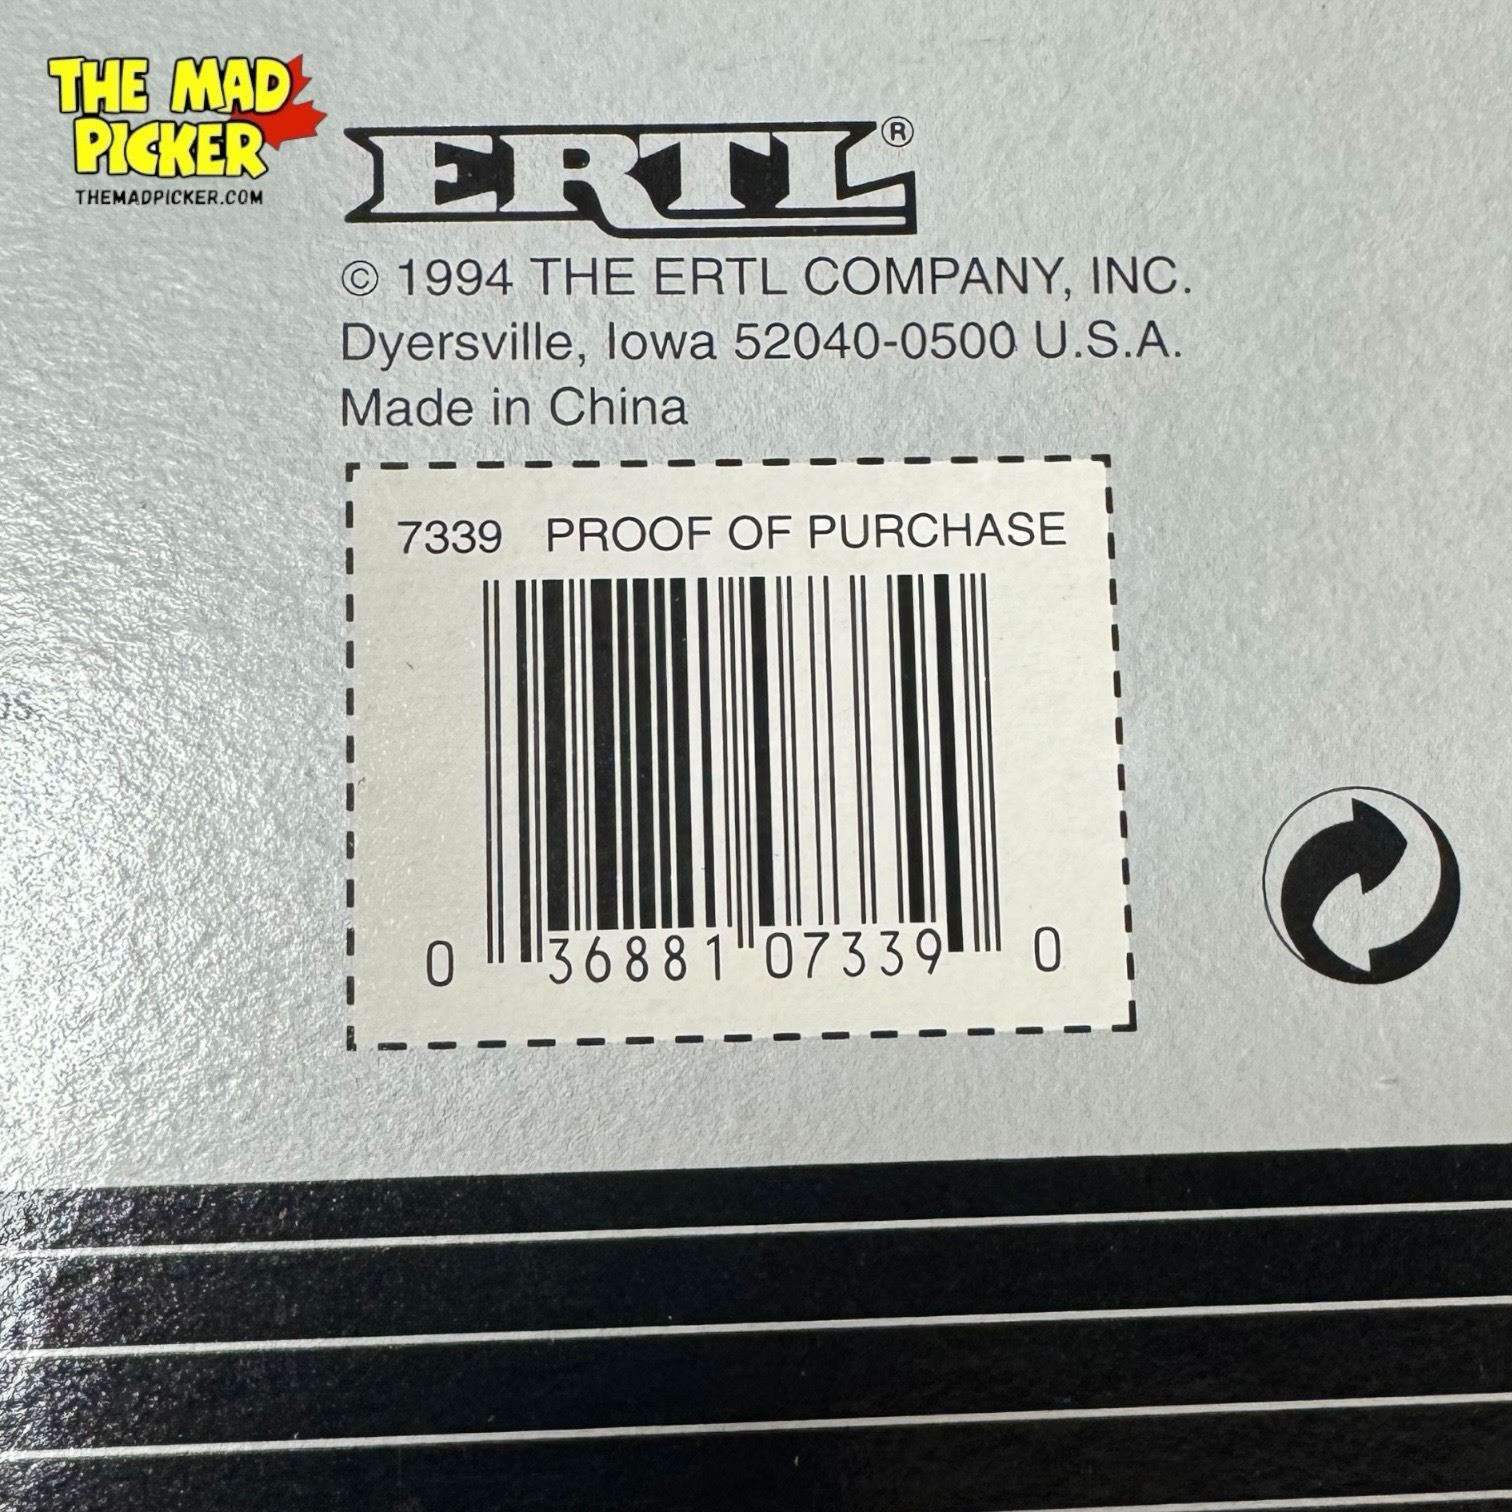 THE MAD
PICKER
THEMADPICKER.COM
ERTL®
© 1994 THE ERTL COMPANY, INC.
Dyersville, Iowa 52040-0500 U.S.A.
Made in China
7339 PROOF OF PURCHASE
0 36881 07339 0